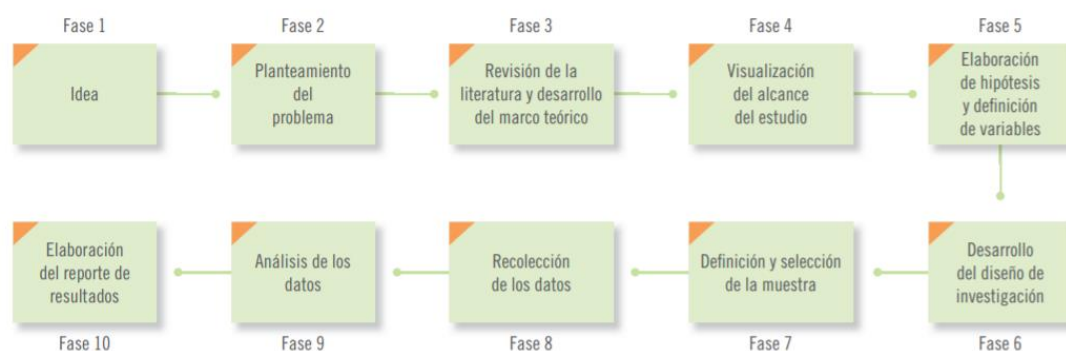 Fase 1
Idea
Fase 2
Planteamiento
del
problema
Fase 3
Revisión de la
literatura y desarrollo
del marco teórico
Fase 4
Visualización
del alcance
del estudio
Fase 5
Elaboración
de hipótesis
y definición
de variables
Desarrollo
del diseño de
investigación
Fase 6
Definición y selección
de la muestra
Fase 7
Recolección
de los datos
Fase 8
Análisis de los
datos
Fase 9
Elaboración
del reporte de
resultados
Fase 10